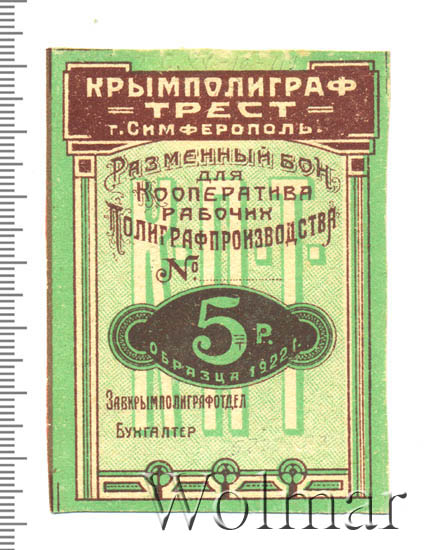 КРЫМПОЛИГРАФ
=ТРЕСТ=
г. СИМФЕРОПОЛЬ.
РАЗМЕННЫЙ БОН
ДЛЯ
КООПЕРАТИВА
РАБОЧИХ
ПОЛИГРАФПРОИЗВОДСТВА
К.П.Т.
№
5 Р.
ОБРАЗЦА 1922 г.
ЗАВКРЫМПОЛИГРАФОТДЕЛ
БУХГАЛТЕР
Wolmar